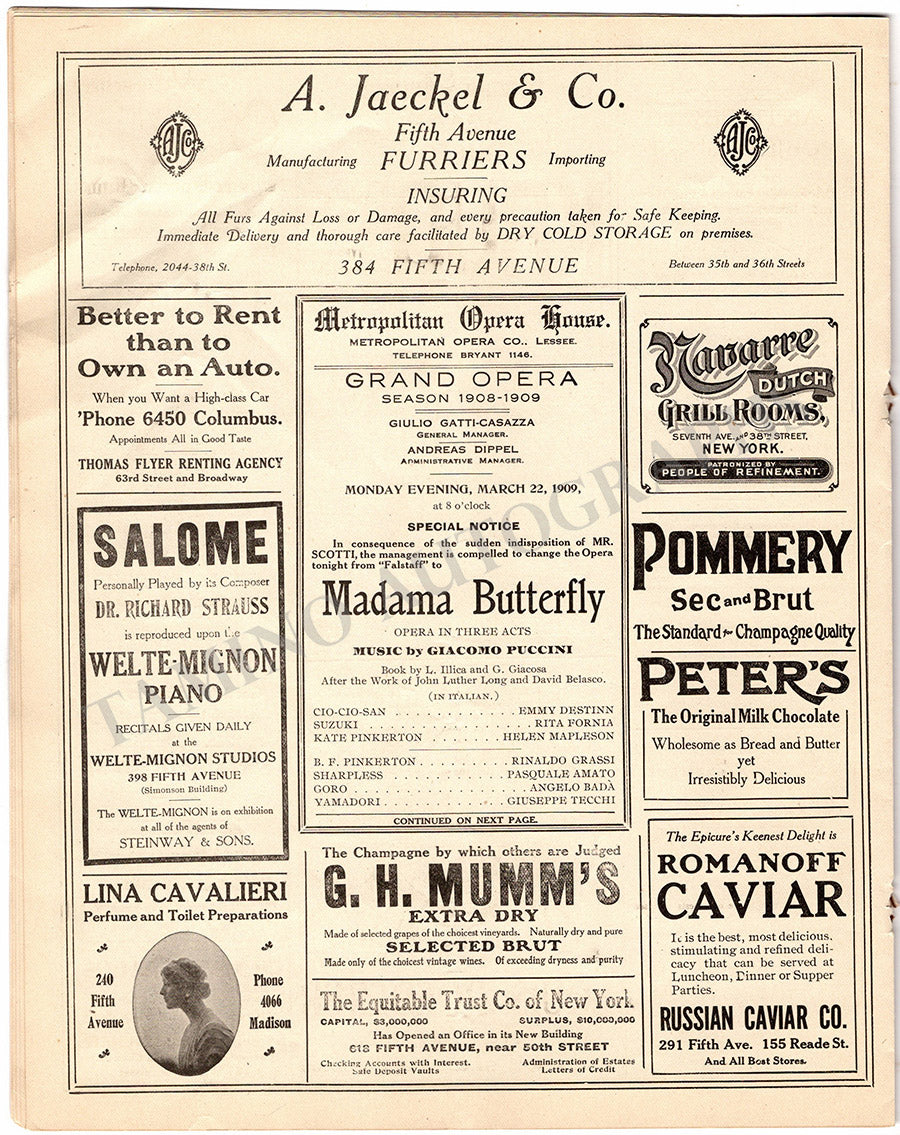 A. Jaeckel & Co.
Fifth Avenue
Manufacturing FURRIERS Importing
AJCo
AJCo
INSURING
All Furs Against Loss or Damage, and every precaution taken for Safe Keeping.
Immediate Delivery and thorough care facilitated by DRY COLD STORAGE on premises.
Telephone, 2044-38th St. 384 FIFTH AVENUE Between 35th and 36th Streets
Better to Rent
than to
Own an Auto.
When you Want a High-class Car
'Phone 6450 Columbus.
Appointments All in Good Taste
THOMAS FLYER RENTING AGENCY
63rd Street and Broadway
SALOME
Personally Played by its Composer
DR. RICHARD STRAUSS
is reproduced upon the
WELTE-MIGNON
PIANO
RECITALS GIVEN DAILY
at the
WELTE-MIGNON STUDIOS
398 FIFTH AVENUE
(Simonson Building)
The WELTE-MIGNON is on exhibition
at all of the agents of
STEINWAY & SONS.
LINA CAVALIERI
Perfume and Toilet Preparations
240
Fifth
Avenue
Phone
4066
Madison
Metropolitan Opera House.
METROPOLITAN OPERA CO., LESSEE.
TELEPHONE BRYANT 1146.
GRAND OPERA
SEASON 1908-1909
GIULIO GATTI-CASAZZA
GENERAL MANAGER.
ANDREAS DIPPEL
ADMINISTRATIVE MANAGER.
MONDAY EVENING, MARCH 22, 1909,
at 8 o'clock
SPECIAL NOTICE
In consequence of the sudden indisposition of MR.
SCOTTI, the management is compelled to change the Opera
tonight from "Falstaff" to
Madama Butterfly
OPERA IN THREE ACTS
MUSIC by GIACOMO PUCCINI
Book by L. Illica and G. Giacosa
After the Work of John Luther Long and David Belasco.
(IN ITALIAN.)
CIO-CIO-SAN . . . . . . . . . . . . EMMY DESTINN
SUZUKI . . . . . . . . . . . . . . RITA FORNIA
KATE PINKERTON . . . . . . . HELEN MAPLESON
B. F. PINKERTON . . . . . . . . . RINALDO GRASSI
SHARPLESS . . . . . . . . . . PASQUALE AMATO
GORO . . . . . . . . . . . . . . ANGELO BADÀ
YAMADORI . . . . . . . . . . . GIUSEPPE TECCHI
CONTINUED ON NEXT PAGE.
The Champagne by which others are Judged
G. H. MUMM'S
EXTRA DRY
Made of selected grapes of the choicest vineyards. Naturally dry and pure
SELECTED BRUT
Made only of the choicest vintage wines. Of exceeding dryness and purity
The Equitable Trust Co. of New York
CAPITAL, $3,000,000 SURPLUS, $10,000,000
Has Opened an Office in its New Building
618 FIFTH AVENUE, near 50th STREET
Checking Accounts with Interest. Administration of Estates
Safe Deposit Vaults Letters of Credit
Navarre
DUTCH
GRILL ROOMS,
SEVENTH AVE. AND 38TH STREET,
NEW YORK.
PATRONIZED BY
PEOPLE OF REFINEMENT.
POMMERY
Sec and Brut
The Standard for Champagne Quality
PETER'S
The Original Milk Chocolate
Wholesome as Bread and Butter
yet
Irresistibly Delicious
The Epicure's Keenest Delight is
ROMANOFF
CAVIAR
It is the best, most delicious,
stimulating and refined deli-
cacy that can be served at
Luncheon, Dinner or Supper
Parties.
RUSSIAN CAVIAR CO.
291 Fifth Ave. 155 Reade St.
And All Best Stores.
TAMINO AUTOGRAPHS